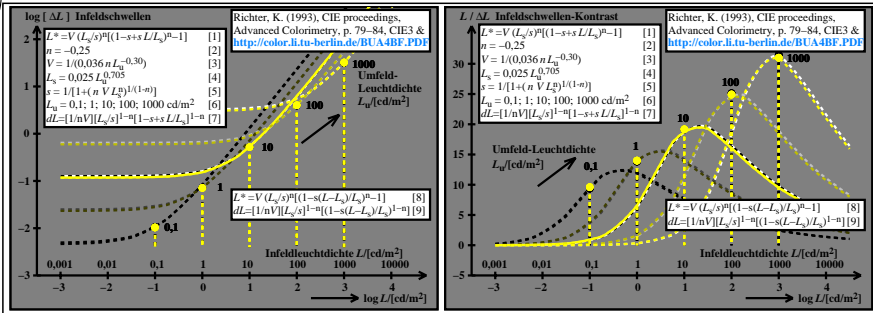 log [ ΔL ] Infeldschwellen
Richter, K. (1993), CIE proceedings,
Advanced Colorimetry, p. 79–84, CIE3 &
http://color.li.tu-berlin.de/BUA4BF.PDF
L* =V (Ls/s)ⁿ[(1−s+s L/Ls)ⁿ−1] [1]
n = −0,25 [2]
V = 1/(0,036 n Lu^−0,30) [3]
Ls = 0,025 Lu^0,705 [4]
s = 1/[1+( n V Lsⁿ)^1/(1-n)] [5]
Lu = 0,1; 1; 10; 100; 1000 cd/m² [6]
dL=[1/nV][Ls/s]^1−n[1−s+s L/Ls]^1−n [7]
Umfeld-
Leuchtdichte
Lu/[cd/m²]
1
0
−1
−2
−3
1000
100
10
1
0,1
L* =V (Ls/s)ⁿ[(1−s(L−Ls)/Ls)ⁿ−1] [8]
dL=[1/nV][Ls/s]^1−n[(1−s(L−Ls)/Ls)^1−n] [9]
Infeldleuchtdichte L/[cd/m²]
0,001 0,01 0,1 1 10 100 1000
−3 −2 −1 0 1 2 3 4
log L/[cd/m²]
L / ΔL Infeldschwellen-Kontrast
Richter, K. (1993), CIE proceedings,
Advanced Colorimetry, p. 79–84, CIE3 &
http://color.li.tu-berlin.de/BUA4BF.PDF
L* =V (Ls/s)ⁿ[(1−s+s L/Ls)ⁿ−1] [1]
n = −0,25 [2]
V = 1/(0,036 n Lu^−0,30) [3]
Ls = 0,025 Lu^0,705 [4]
s = 1/[1+( n V Lsⁿ)^1/(1-n)] [5]
Lu = 0,1; 1; 10; 100; 1000 cd/m² [6]
dL=[1/nV][Ls/s]^1−n[1−s+s L/Ls]^1−n [7]
30
25
20
15
10
5
0
−5
1000
100
10
1
0,1
Umfeld-Leuchtdichte
Lu/[cd/m²]
L* =V (Ls/s)ⁿ[(1−s(L−Ls)/Ls)ⁿ−1] [8]
dL=[1/nV][Ls/s]^1−n[(1−s(L−Ls)/Ls)^1−n] [9]
Infeldleuchtdichte L/[cd/m²]
0,001 0,01 0,1 1 10 100 1000
−3 −2 −1 0 1 2 3 4
log L/[cd/m²]